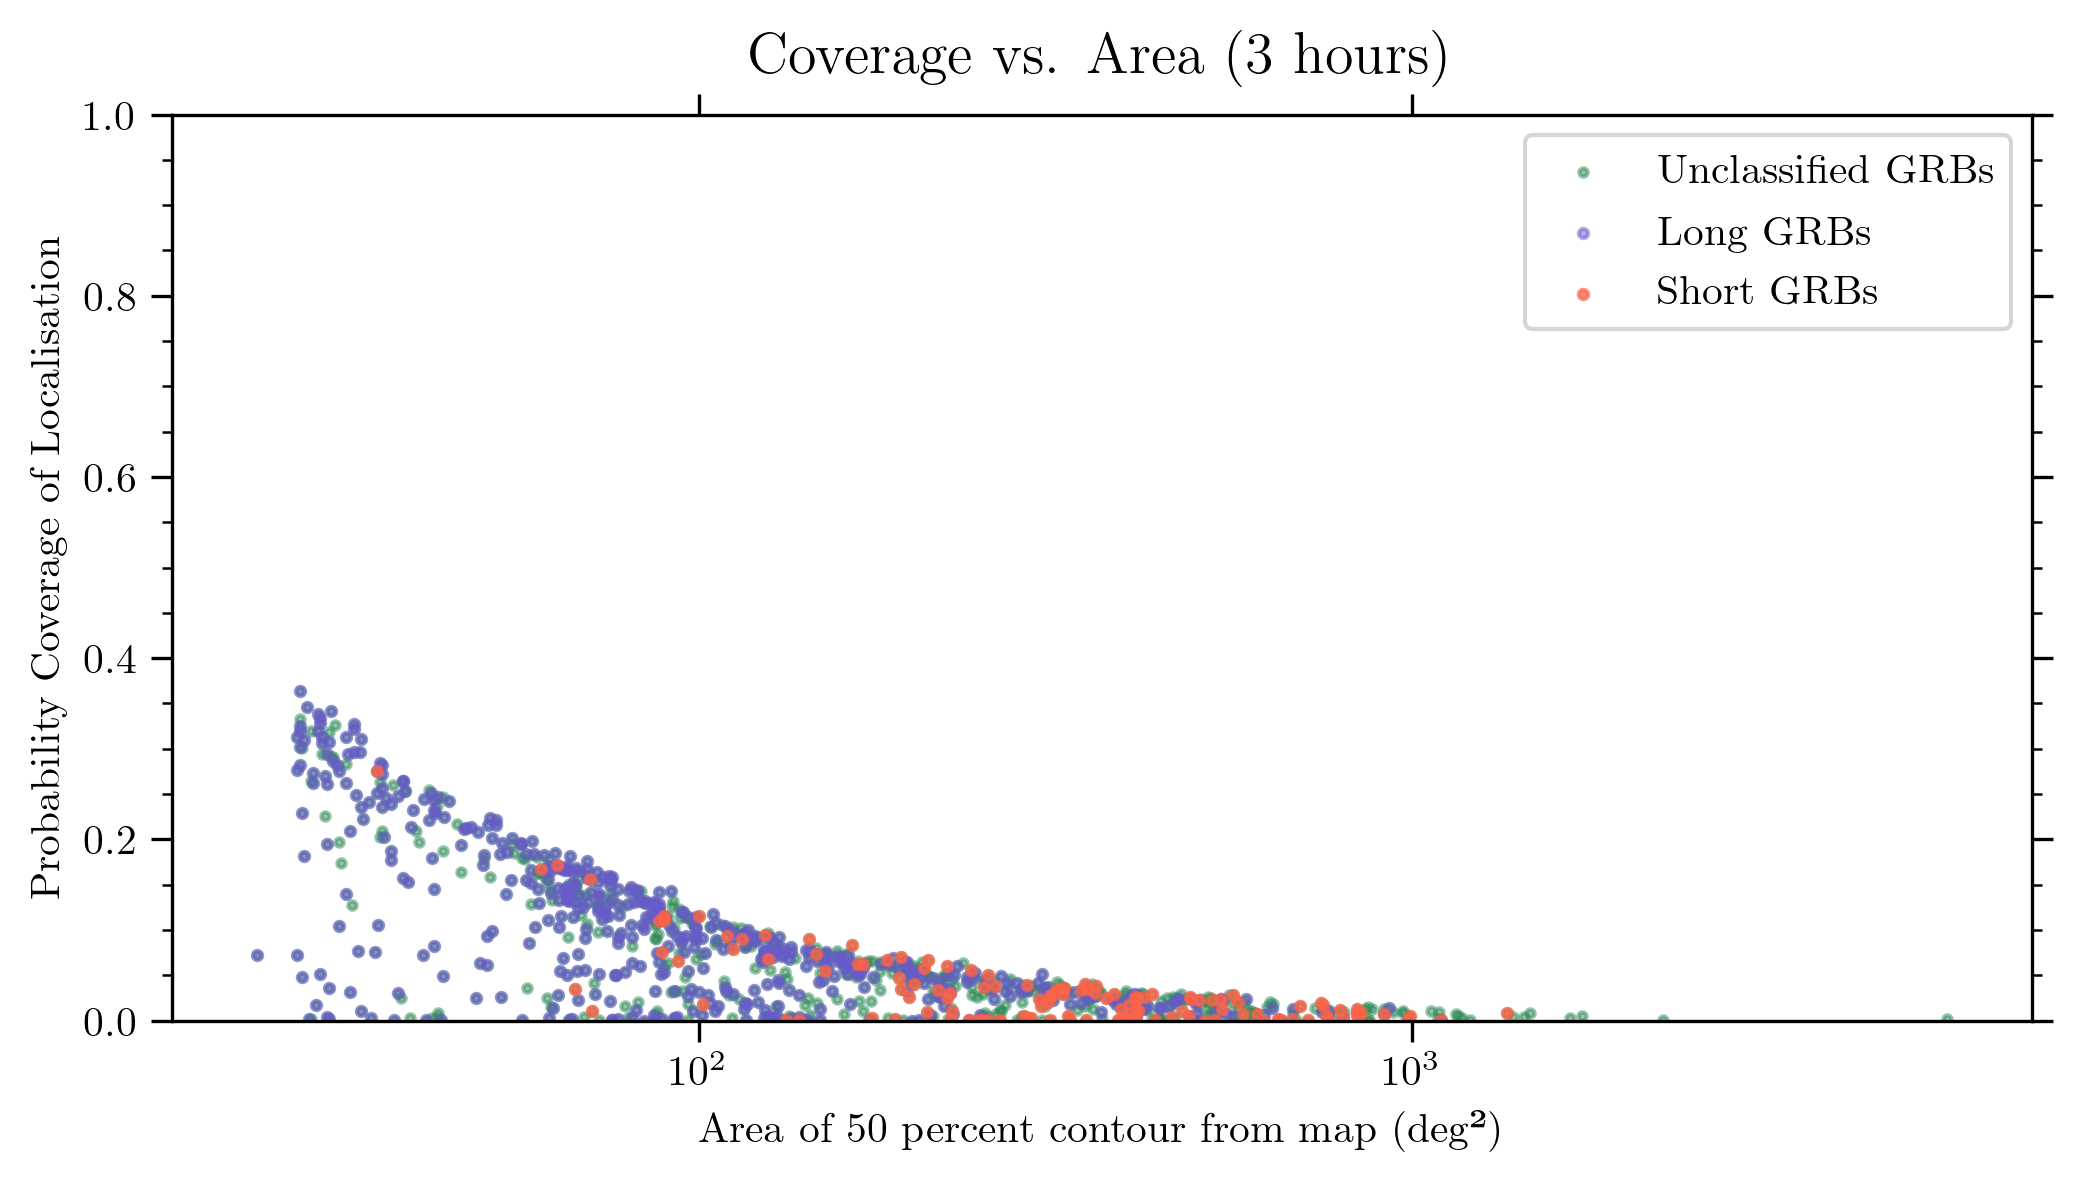 Coverage vs. Area (3 hours)
1.0
0.8
0.6
0.4
0.2
0.0
Probability Coverage of Localisation
Unclassified GRBs
Long GRBs
Short GRBs
10²
10³
Area of 50 percent contour from map (deg²)